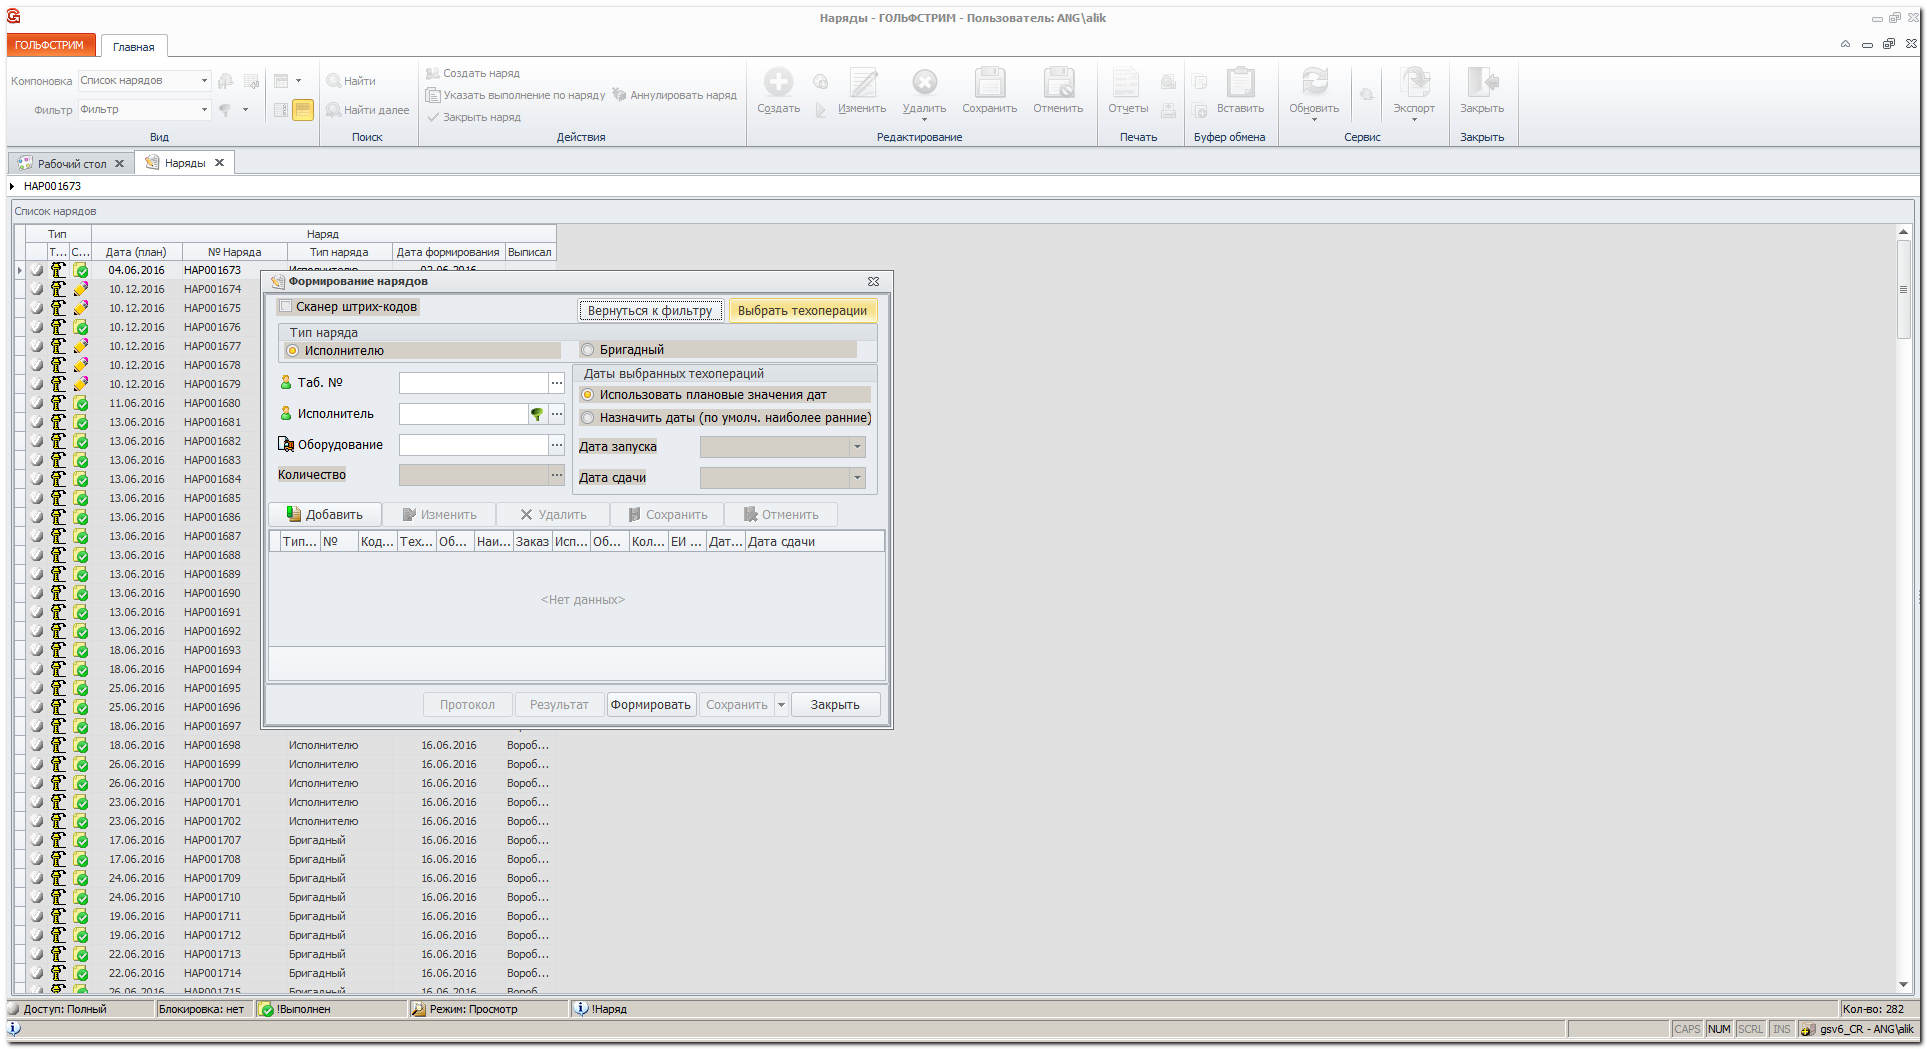 Наряды - ГОЛЬФСТРИМ - Пользователь: ANG\alik
ГОЛЬФСТРИМ Главная
Компоновка Список нарядов
Фильтр Фильтр
Вид
Найти
Найти далее
Поиск
Создать наряд
Указать выполнение по наряду Аннулировать наряд
Закрыть наряд
Действия
Создать Изменить Удалить Сохранить Отменить
Редактирование
Отчеты
Печать
Вставить
Буфер обмена
Обновить Экспорт
Сервис
Закрыть
Закрыть
Рабочий стол Наряды
НАР001673
Список нарядов
Тип Наряд
Т... С... Дата (план) № Наряда Тип наряда Дата формирования Выписал
04.06.2016 НАР001673 Исполнителю 02.06.2016
10.12.2016 НАР001674
10.12.2016 НАР001675
10.12.2016 НАР001676
10.12.2016 НАР001677
10.12.2016 НАР001678
10.12.2016 НАР001679
11.06.2016 НАР001680
13.06.2016 НАР001681
13.06.2016 НАР001682
13.06.2016 НАР001683
13.06.2016 НАР001684
13.06.2016 НАР001685
13.06.2016 НАР001686
13.06.2016 НАР001687
13.06.2016 НАР001688
13.06.2016 НАР001689
13.06.2016 НАР001690
13.06.2016 НАР001691
13.06.2016 НАР001692
18.06.2016 НАР001693
18.06.2016 НАР001694
25.06.2016 НАР001695
25.06.2016 НАР001696
18.06.2016 НАР001697
18.06.2016 НАР001698 Исполнителю 16.06.2016 Вороб...
26.06.2016 НАР001699 Исполнителю 16.06.2016 Вороб...
26.06.2016 НАР001700 Исполнителю 16.06.2016 Вороб...
23.06.2016 НАР001701 Исполнителю 16.06.2016 Вороб...
23.06.2016 НАР001702 Исполнителю 16.06.2016 Вороб...
17.06.2016 НАР001707 Бригадный 16.06.2016 Вороб...
17.06.2016 НАР001708 Бригадный 16.06.2016 Вороб...
24.06.2016 НАР001709 Бригадный 16.06.2016 Вороб...
24.06.2016 НАР001710 Бригадный 16.06.2016 Вороб...
19.06.2016 НАР001711 Бригадный 16.06.2016 Вороб...
19.06.2016 НАР001712 Бригадный 16.06.2016 Вороб...
22.06.2016 НАР001713 Бригадный 16.06.2016 Вороб...
22.06.2016 НАР001714 Бригадный 16.06.2016 Вороб...
26.06.2016 НАР001715 Бригадный 16.06.2016 Вороб...
Формирование нарядов
Сканер штрих-кодов Вернуться к фильтру Выбрать техоперации
Тип наряда
Исполнителю Бригадный
Таб. №
Исполнитель
Оборудование
Количество
Даты выбранных техопераций
Использовать плановые значения дат
Назначить даты (по умолч. наиболее ранние)
Дата запуска
Дата сдачи
Добавить Изменить Удалить Сохранить Отменить
Тип... № Код... Тех... Об... Наи... Заказ Исп... Об... Кол... ЕИ ... Дат... Дата сдачи
<Нет данных>
Протокол Результат Формировать Сохранить Закрыть
Доступ: Полный Блокировка: нет !Выполнен Режим: Просмотр !Наряд Кол-во: 282
CAPS NUM SCRL INS gsv6_CR - ANG\alik